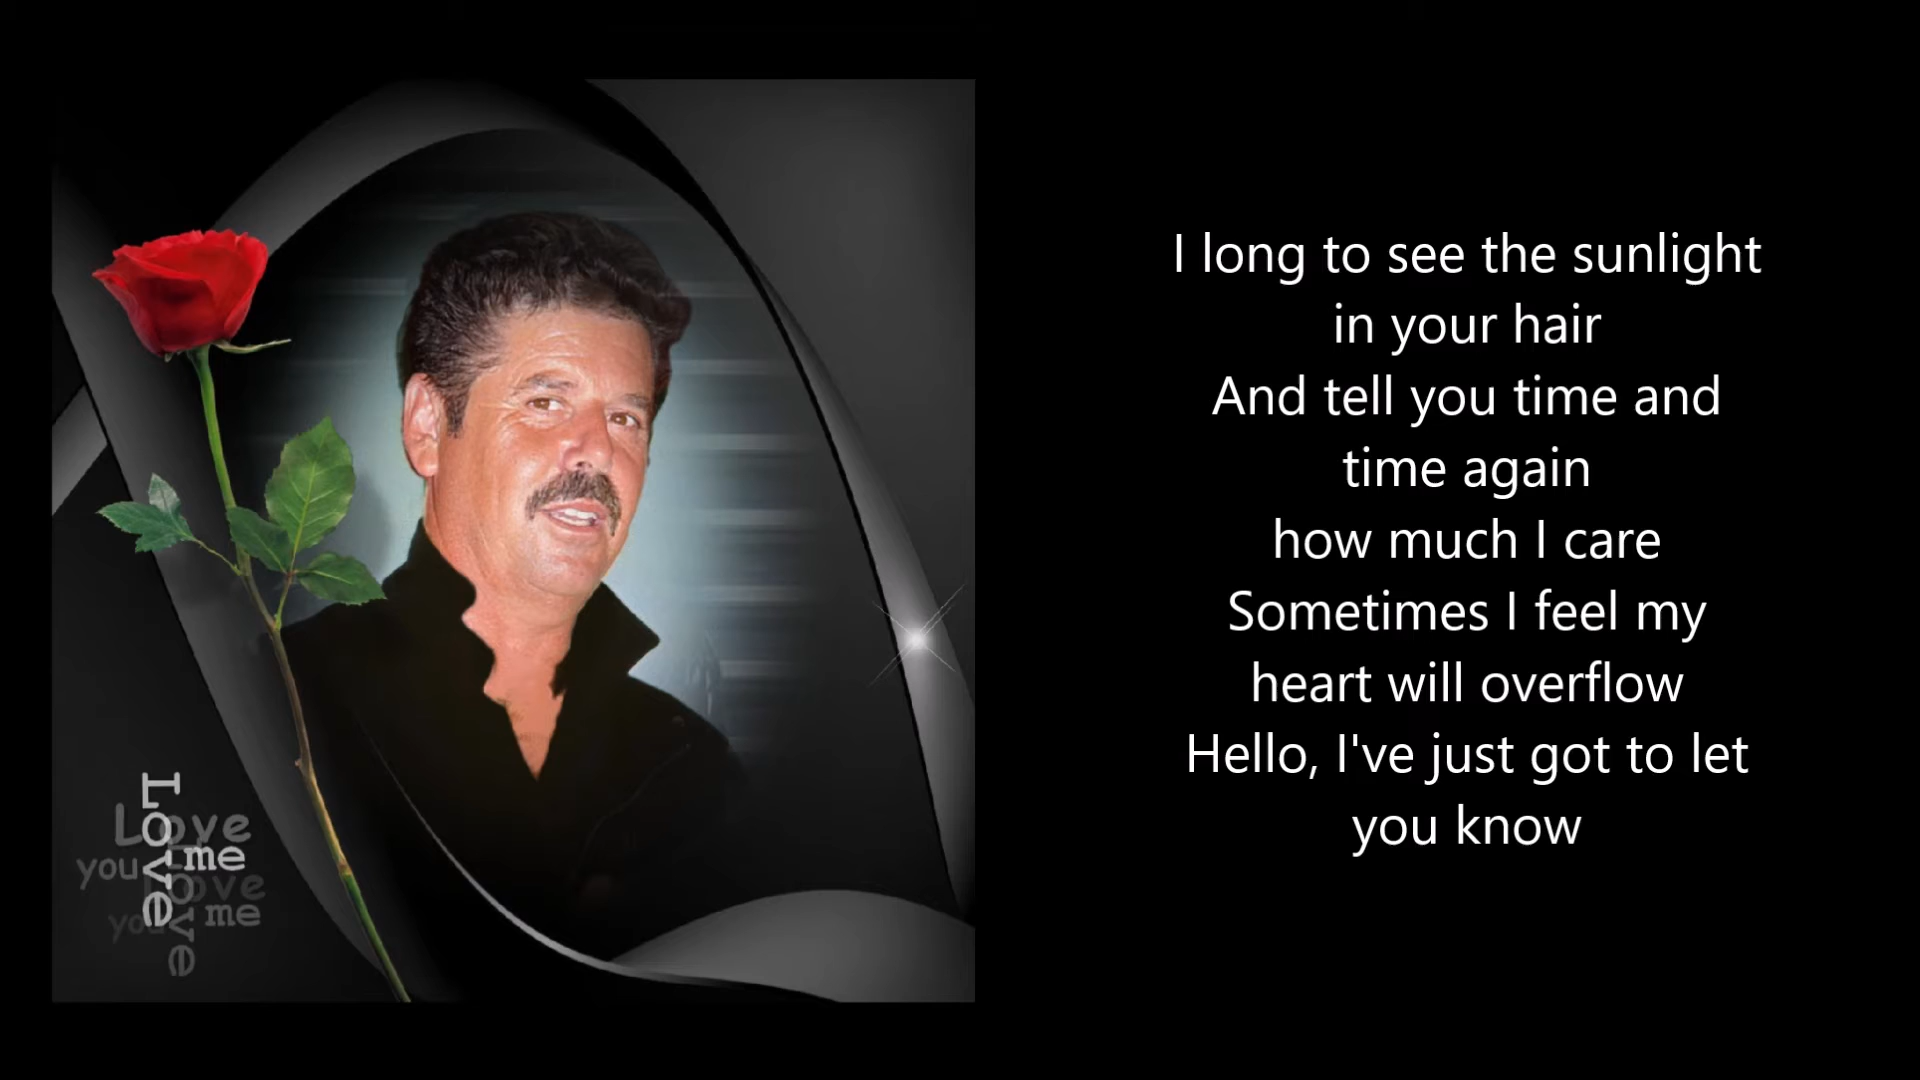 I long to see the sunlight
in your hair
And tell you time and
time again
how much I care
Sometimes I feel my
heart will overflow
Hello, I've just got to let
you know
Love
Love
you me
Love
you me
Love